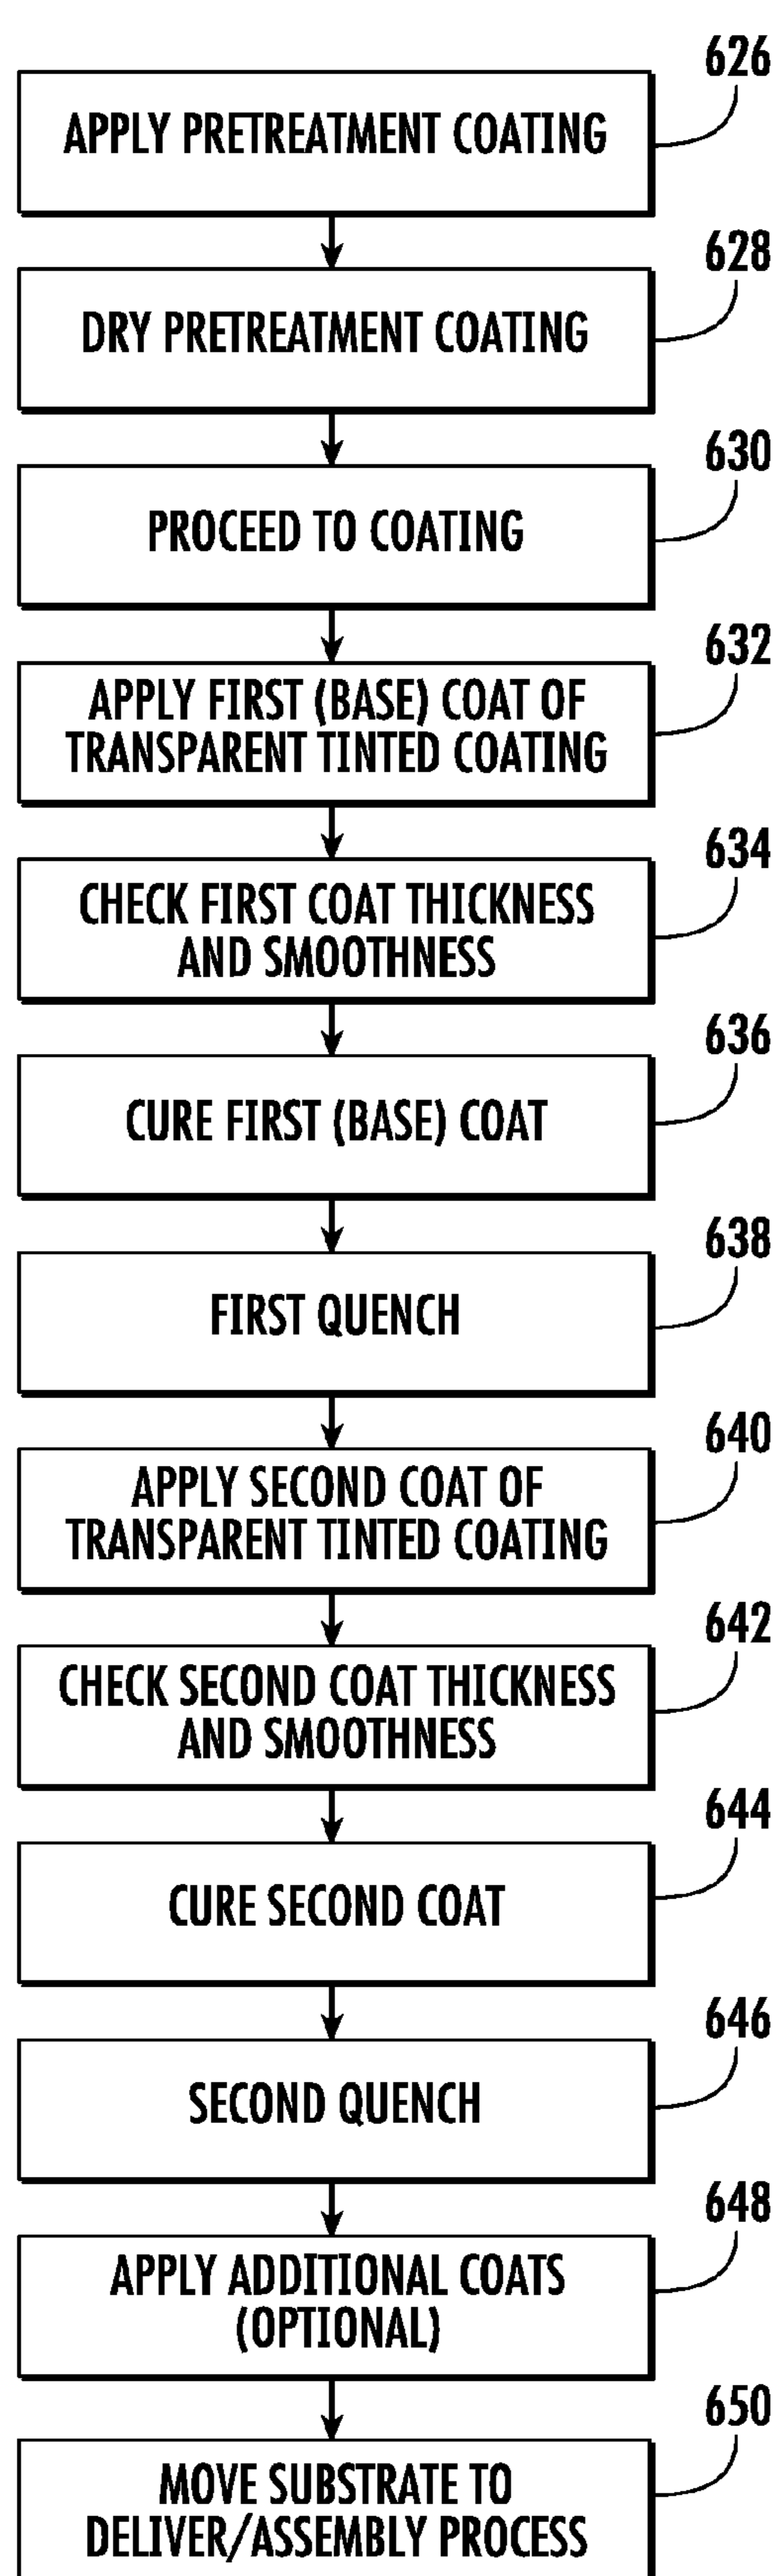 626
APPLY PRETREATMENT COATING
628
DRY PRETREATMENT COATING
630
PROCEED TO COATING
632
APPLY FIRST (BASE) COAT OF
TRANSPARENT TINTED COATING
634
CHECK FIRST COAT THICKNESS
AND SMOOTHNESS
636
CURE FIRST (BASE) COAT
638
FIRST QUENCH
640
APPLY SECOND COAT OF
TRANSPARENT TINTED COATING
642
CHECK SECOND COAT THICKNESS
AND SMOOTHNESS
644
CURE SECOND COAT
646
SECOND QUENCH
648
APPLY ADDITIONAL COATS
(OPTIONAL)
650
MOVE SUBSTRATE TO
DELIVER/ASSEMBLY PROCESS